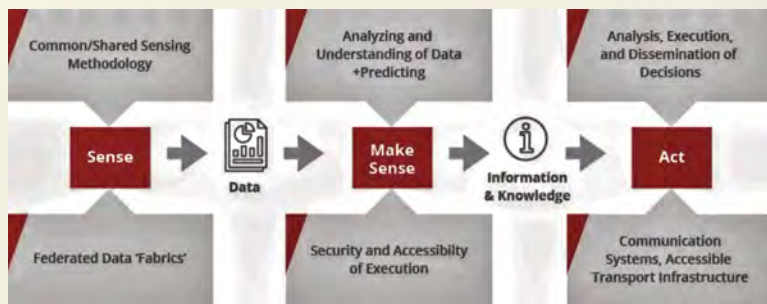 Common/Shared Sensing
Methodology
Analyzing and
Understanding of Data
+Predicting
Analysis, Execution,
and Dissemination of
Decisions
Sense
Data
Make
Sense
Information
& Knowledge
Act
Federated Data 'Fabrics'
Security and Accessibilty
of Execution
Communication
Systems, Accessible
Transport Infrastructure